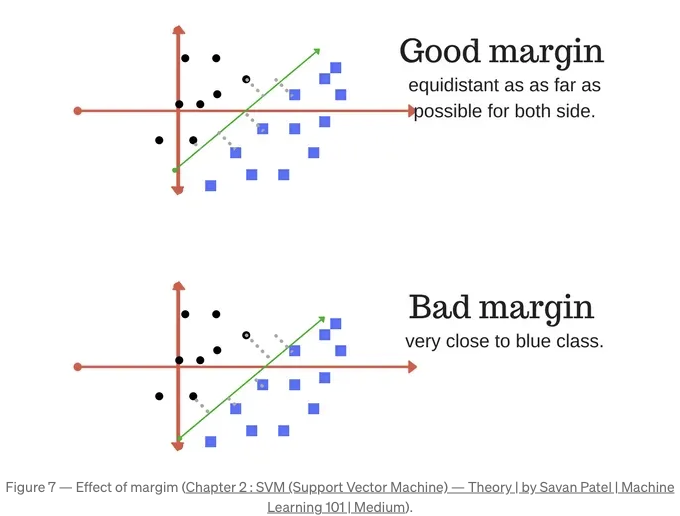 Good margin
equidistant as as far as
possible for both side.
Bad margin
very close to blue class.
Figure 7 — Effect of margim (Chapter 2 : SVM (Support Vector Machine) — Theory | by Savan Patel | Machine
Learning 101 | Medium).